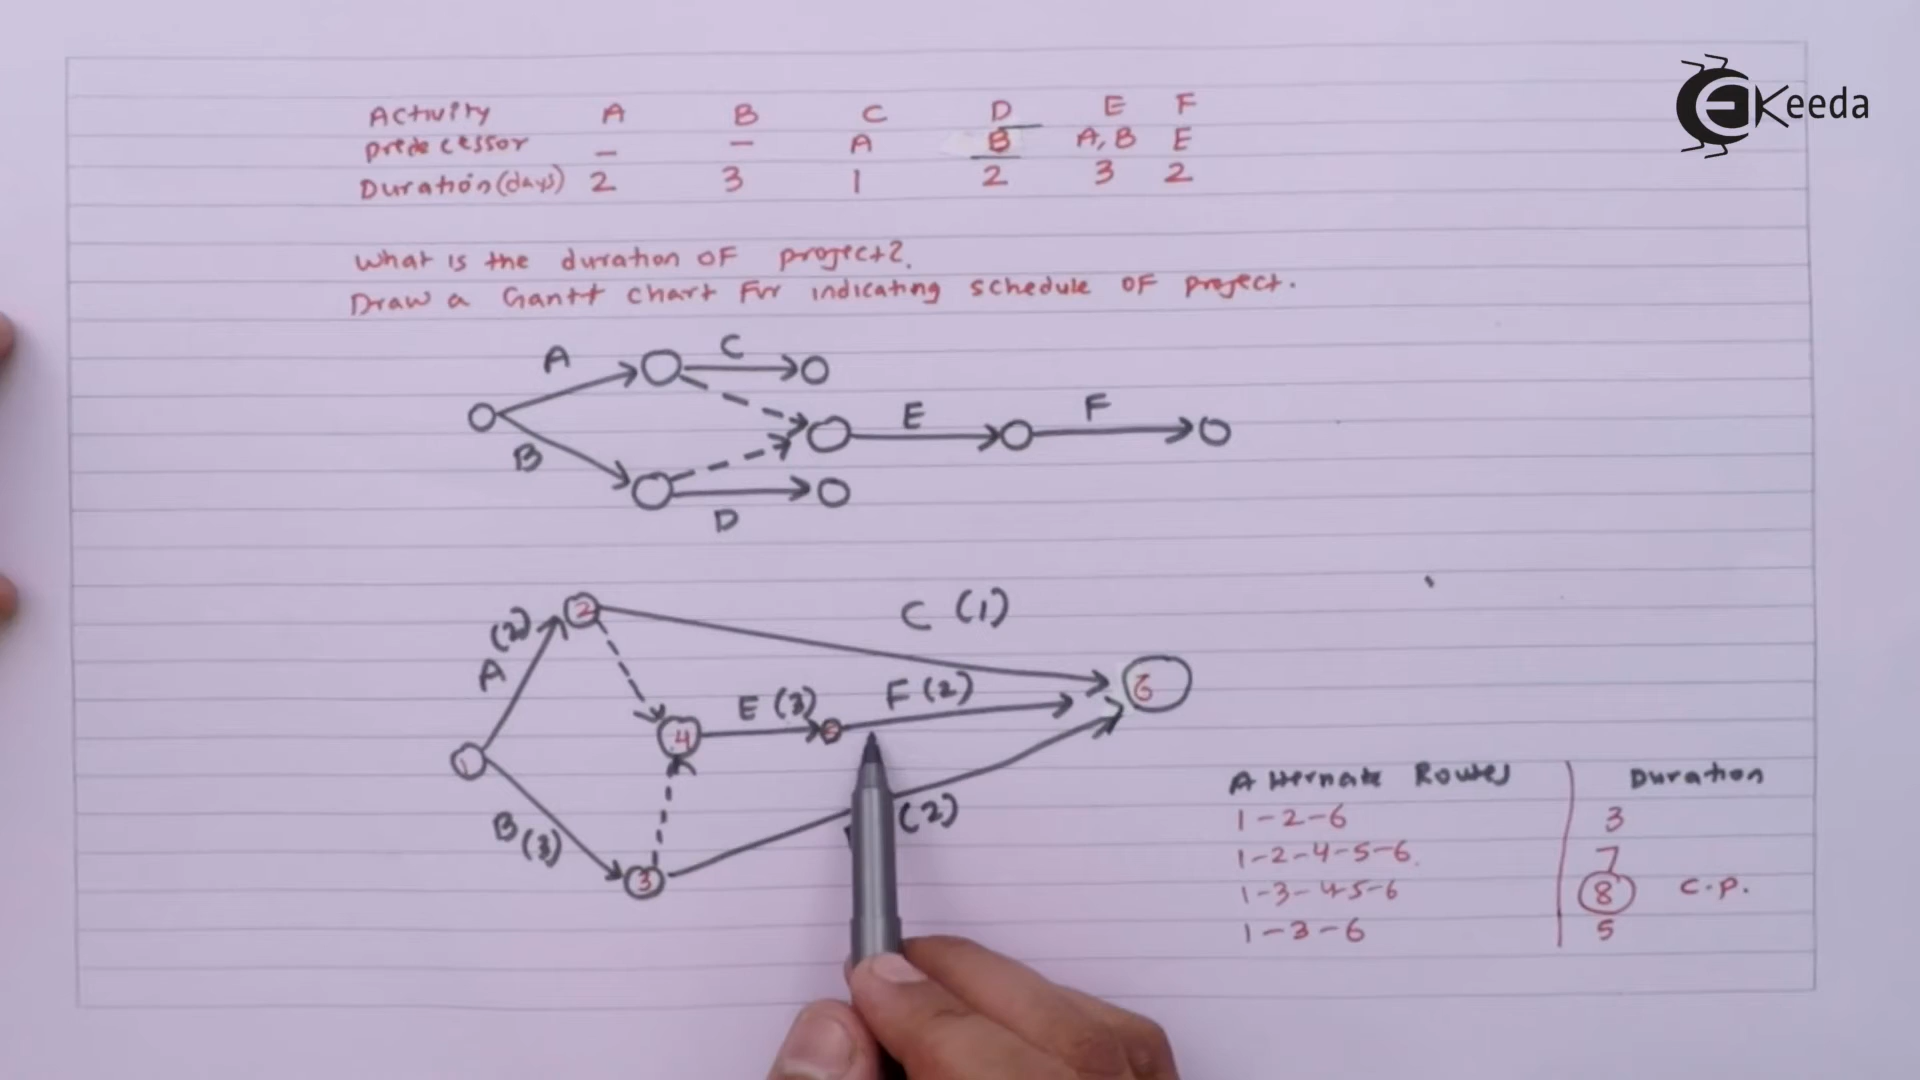 EKeeda
Activity A B C D E F
predecessor – – A B A, B E
Duration (days) 2 3 1 2 3 2
What is the duration of project?.
Draw a Gantt chart For indicating schedule of project.
A C
E F
B
D
(2) 2 C (1)
A
E (3) F (2) 6
4 5
1
B (3) (2)
3
Alternate Routes Duration
1-2-6 3
1-2-4-5-6. 7
1-3-4-5-6 8 C.P.
1-3-6 5